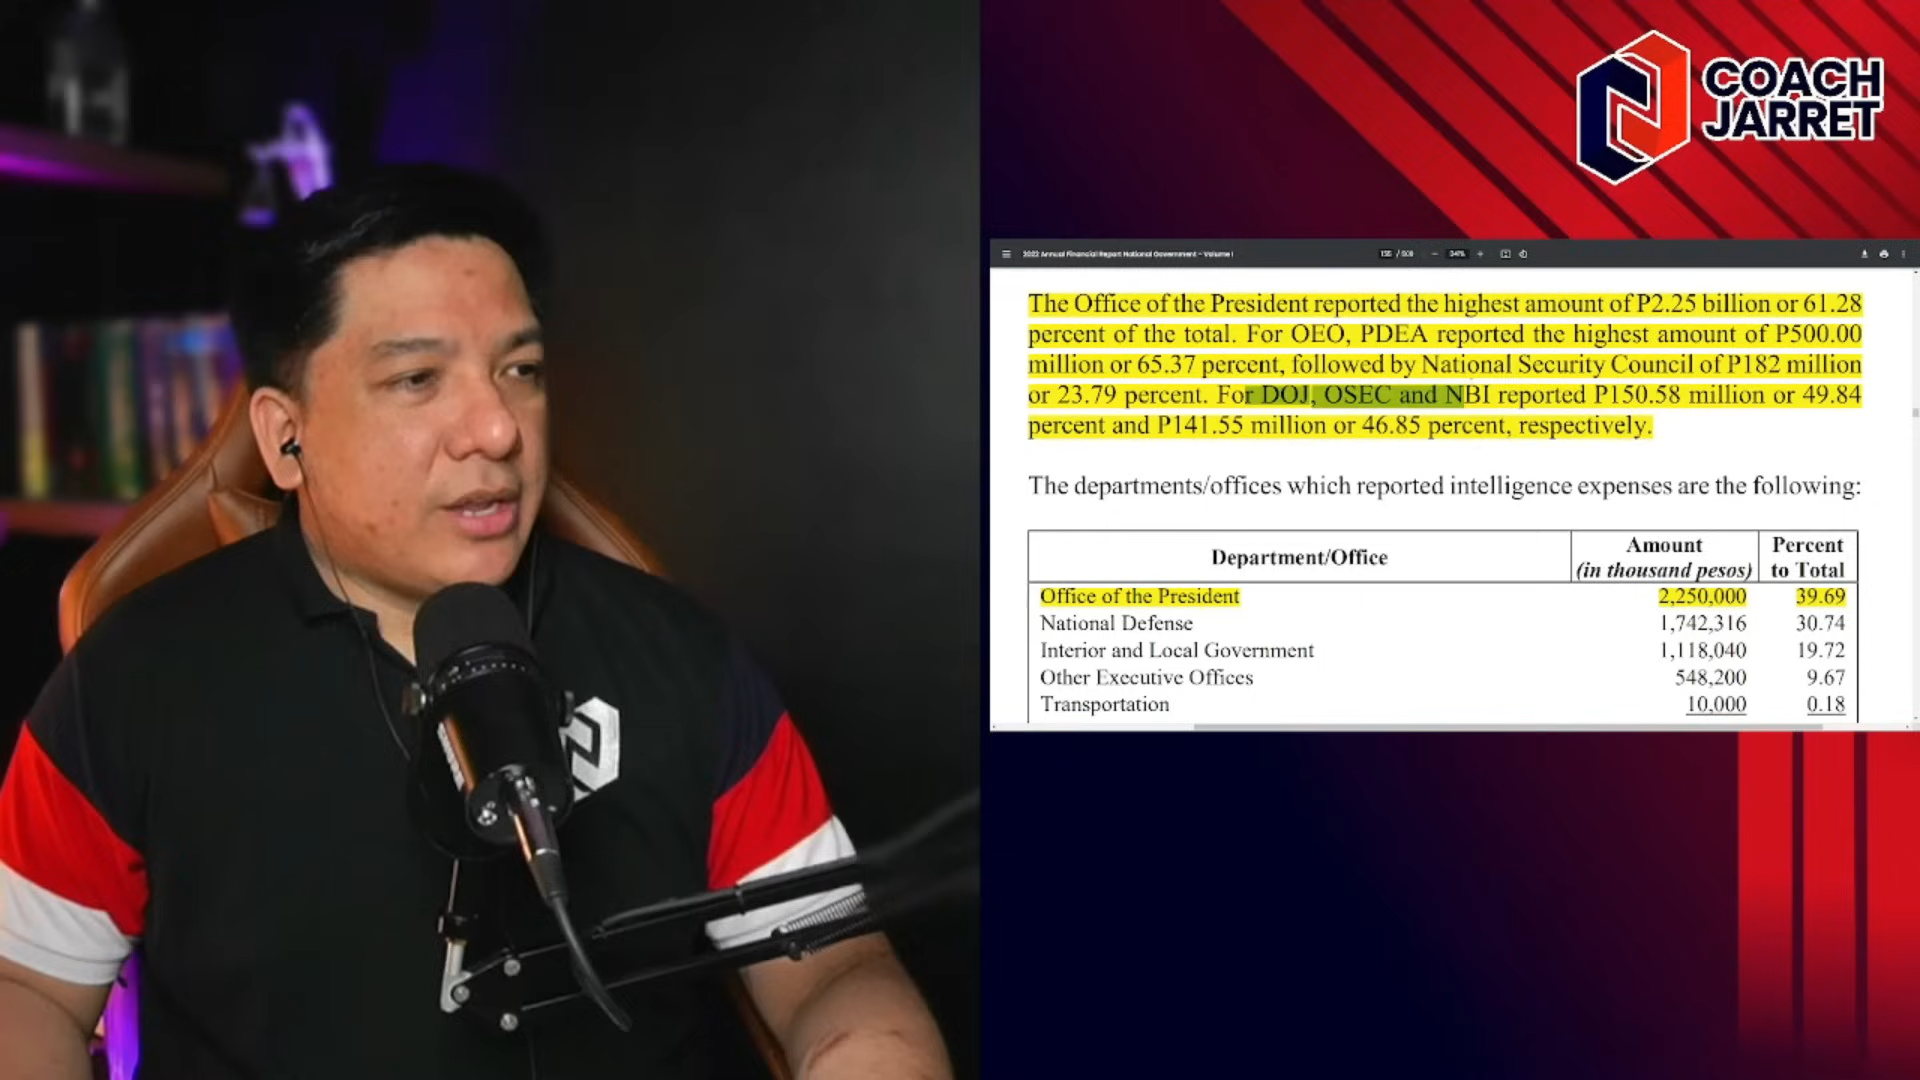 COACH
JARRET
2022 Annual Financial Report National Government - Volume I
The Office of the President reported the highest amount of P2.25 billion or 61.28
percent of the total. For OEO, PDEA reported the highest amount of P500.00
million or 65.37 percent, followed by National Security Council of P182 million
or 23.79 percent. For DOJ, OSEC and NBI reported P150.58 million or 49.84
percent and P141.55 million or 46.85 percent, respectively.
The departments/offices which reported intelligence expenses are the following:
Department/Office Amount (in thousand pesos) Percent to Total
Office of the President 2,250,000 39.69
National Defense 1,742,316 30.74
Interior and Local Government 1,118,040 19.72
Other Executive Offices 548,200 9.67
Transportation 10,000 0.18